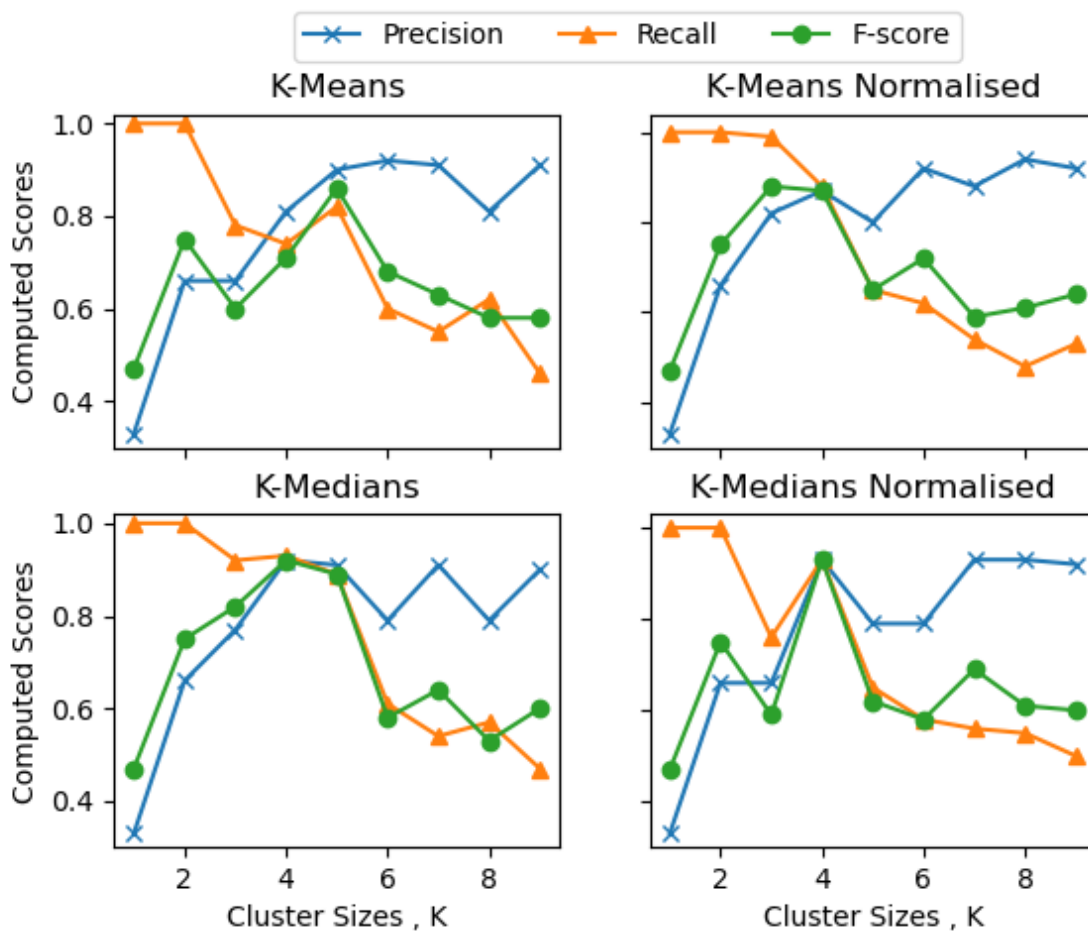 Precision Recall F-score
K-Means
K-Means Normalised
Computed Scores
1.0
0.8
0.6
0.4
K-Medians
K-Medians Normalised
Computed Scores
1.0
0.8
0.6
0.4
2 4 6 8
2 4 6 8
Cluster Sizes , K
Cluster Sizes , K